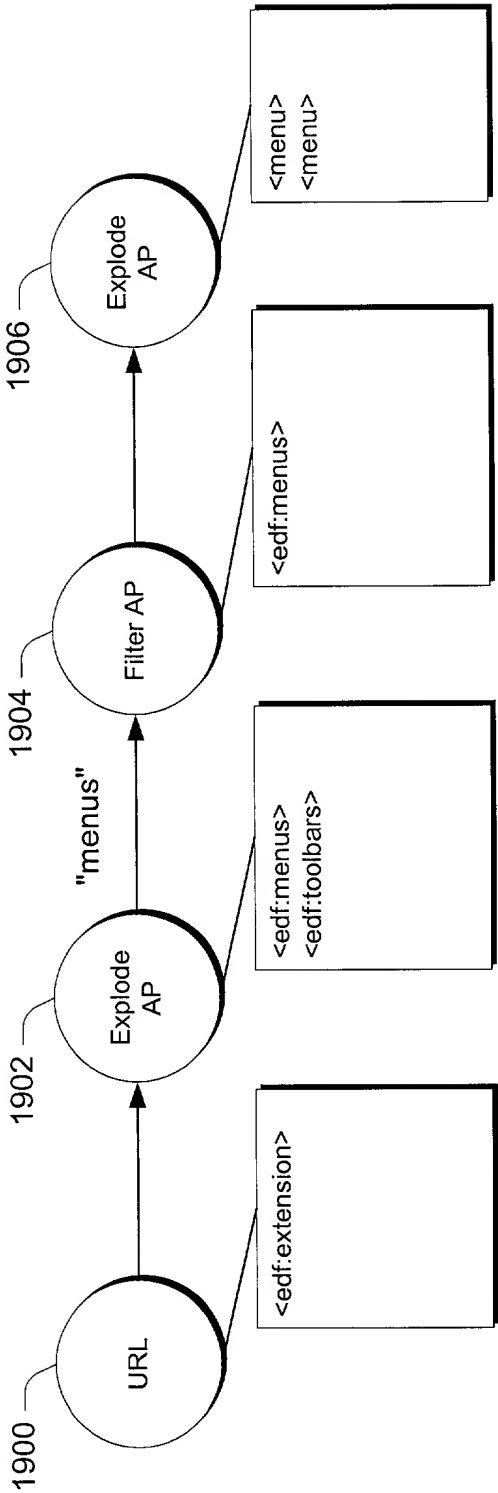 1900
URL
<edf:extension>
1902
Explode
AP
<edf:menus>
<edf:toolbars>
"menus"
1904
Filter AP
<edf:menus>
1906
Explode
AP
<menu>
<menu>